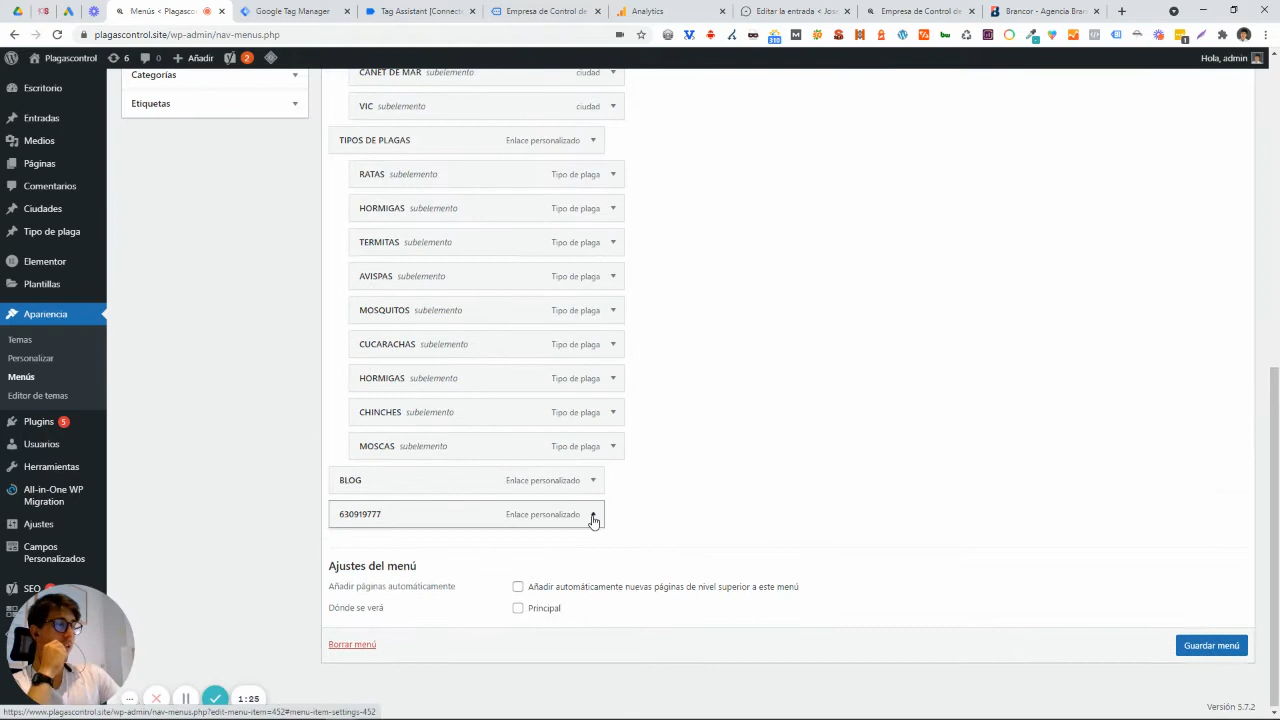 Menús < Plagascontrol
Google Tag Manager
Tag Assistant [Connecte
Empresa de Control de
Analytics
Editar la entrada < Jos
Empresa de Control de
Brancor - Agencia Bran
plagascontrol.site/wp-admin/nav-menus.php
Plagascontrol
6
0
Añadir
2
Hola, admin
Escritorio
Entradas
Medios
Páginas
Comentarios
Ciudades
Tipo de plaga
Elementor
Plantillas
Apariencia
Temas
Personalizar
Menús
Editor de temas
Plugins 5
Usuarios
Herramientas
All-in-One WP
Migration
Ajustes
Campos
Personalizados
SEO
Categorías
Etiquetas
CANET DE MAR subelemento ciudad
VIC subelemento ciudad
TIPOS DE PLAGAS Enlace personalizado
RATAS subelemento Tipo de plaga
HORMIGAS subelemento Tipo de plaga
TERMITAS subelemento Tipo de plaga
AVISPAS subelemento Tipo de plaga
MOSQUITOS subelemento Tipo de plaga
CUCARACHAS subelemento Tipo de plaga
HORMIGAS subelemento Tipo de plaga
CHINCHES subelemento Tipo de plaga
MOSCAS subelemento Tipo de plaga
BLOG Enlace personalizado
630919777 Enlace personalizado
Ajustes del menú
Añadir páginas automáticamente Añadir automáticamente nuevas páginas de nivel superior a este menú
Dónde se verá Principal
Borrar menú
Guardar menú
1:25
Versión 5.7.2
https://www.plagascontrol.site/wp-admin/nav-menus.php?edit-menu-item=452#menu-item-settings-452